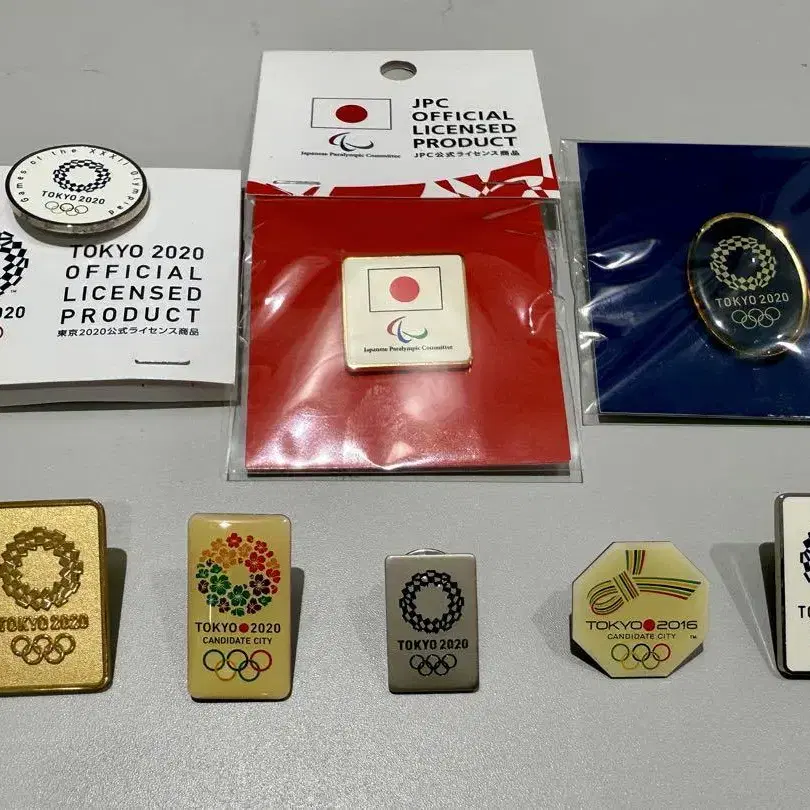 JPC
OFFICIAL
LICENSED
PRODUCT
JPC公式ライセンス商品
Japanese Paralympic Committee
Games of the XXXII Olympiad
TOKYO 2020
TOKYO 2020
OFFICIAL
LICENSED
PRODUCT
東京2020公式ライセンス商品
Japanese Paralympic Committee
TOKYO 2020
TOKYO 2020
TOKYO 2020
CANDIDATE CITY
TOKYO 2020
TOKYO 2016
CANDIDATE CITY
TM